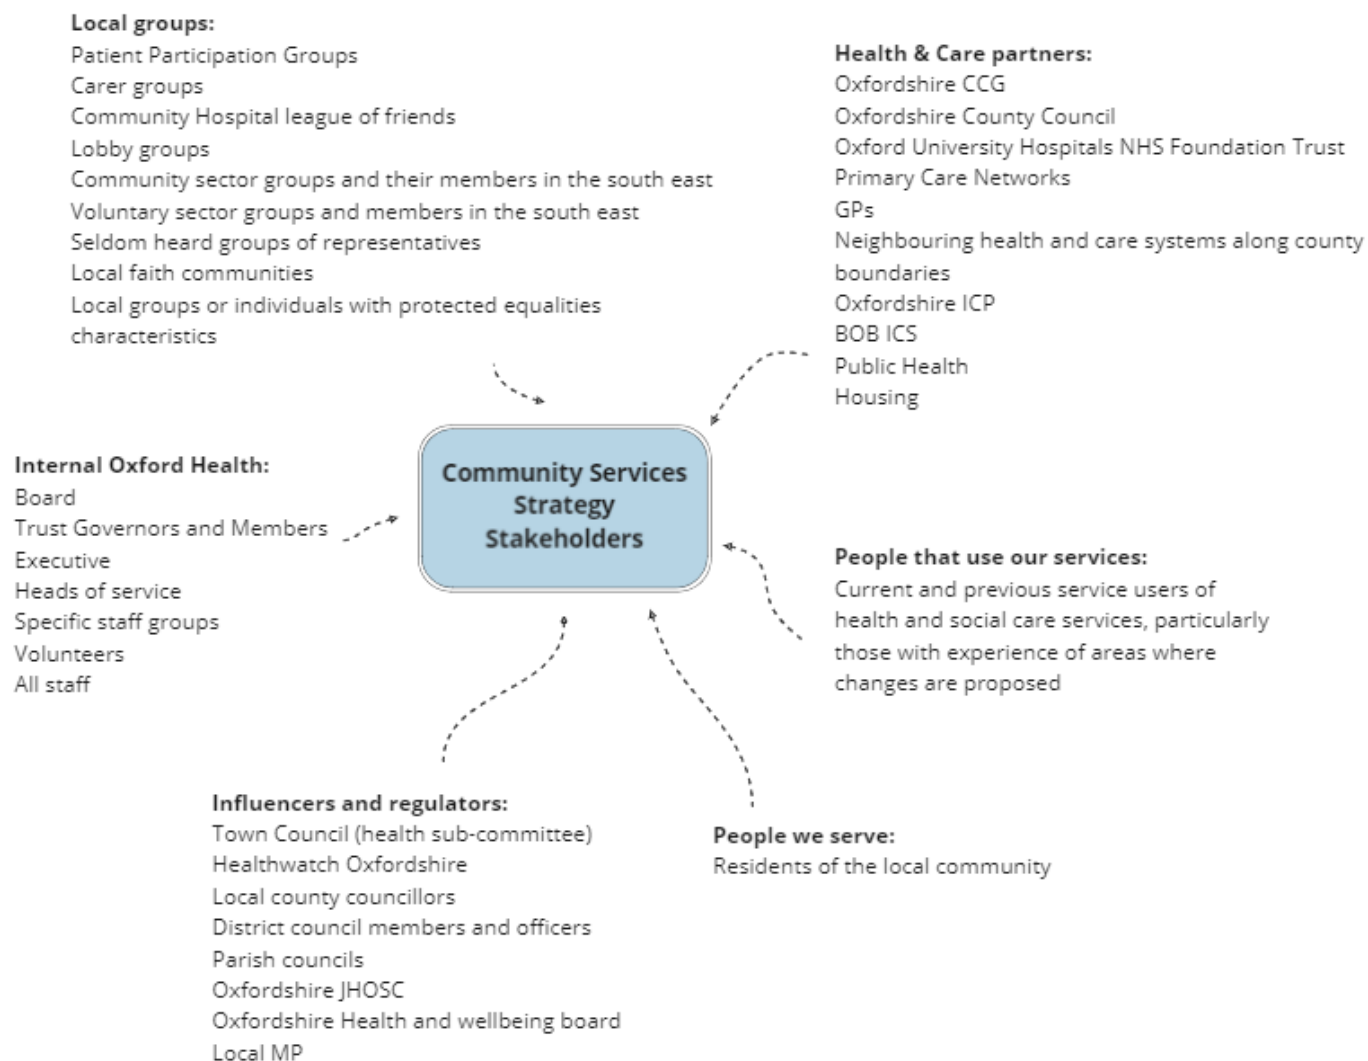 Local groups:
Patient Participation Groups
Carer groups
Community Hospital league of friends
Lobby groups
Community sector groups and their members in the south east
Voluntary sector groups and members in the south east
Seldom heard groups of representatives
Local faith communities
Local groups or individuals with protected equalities
characteristics
Health & Care partners:
Oxfordshire CCG
Oxfordshire County Council
Oxford University Hospitals NHS Foundation Trust
Primary Care Networks
GPs
Neighbouring health and care systems along county
boundaries
Oxfordshire ICP
BOB ICS
Public Health
Housing
Internal Oxford Health:
Board
Trust Governors and Members
Executive
Heads of service
Specific staff groups
Volunteers
All staff
Community Services
Strategy
Stakeholders
People that use our services:
Current and previous service users of
health and social care services, particularly
those with experience of areas where
changes are proposed
Influencers and regulators:
Town Council (health sub-committee)
Healthwatch Oxfordshire
Local county councillors
District council members and officers
Parish councils
Oxfordshire JHOSC
Oxfordshire Health and wellbeing board
Local MP
People we serve:
Residents of the local community